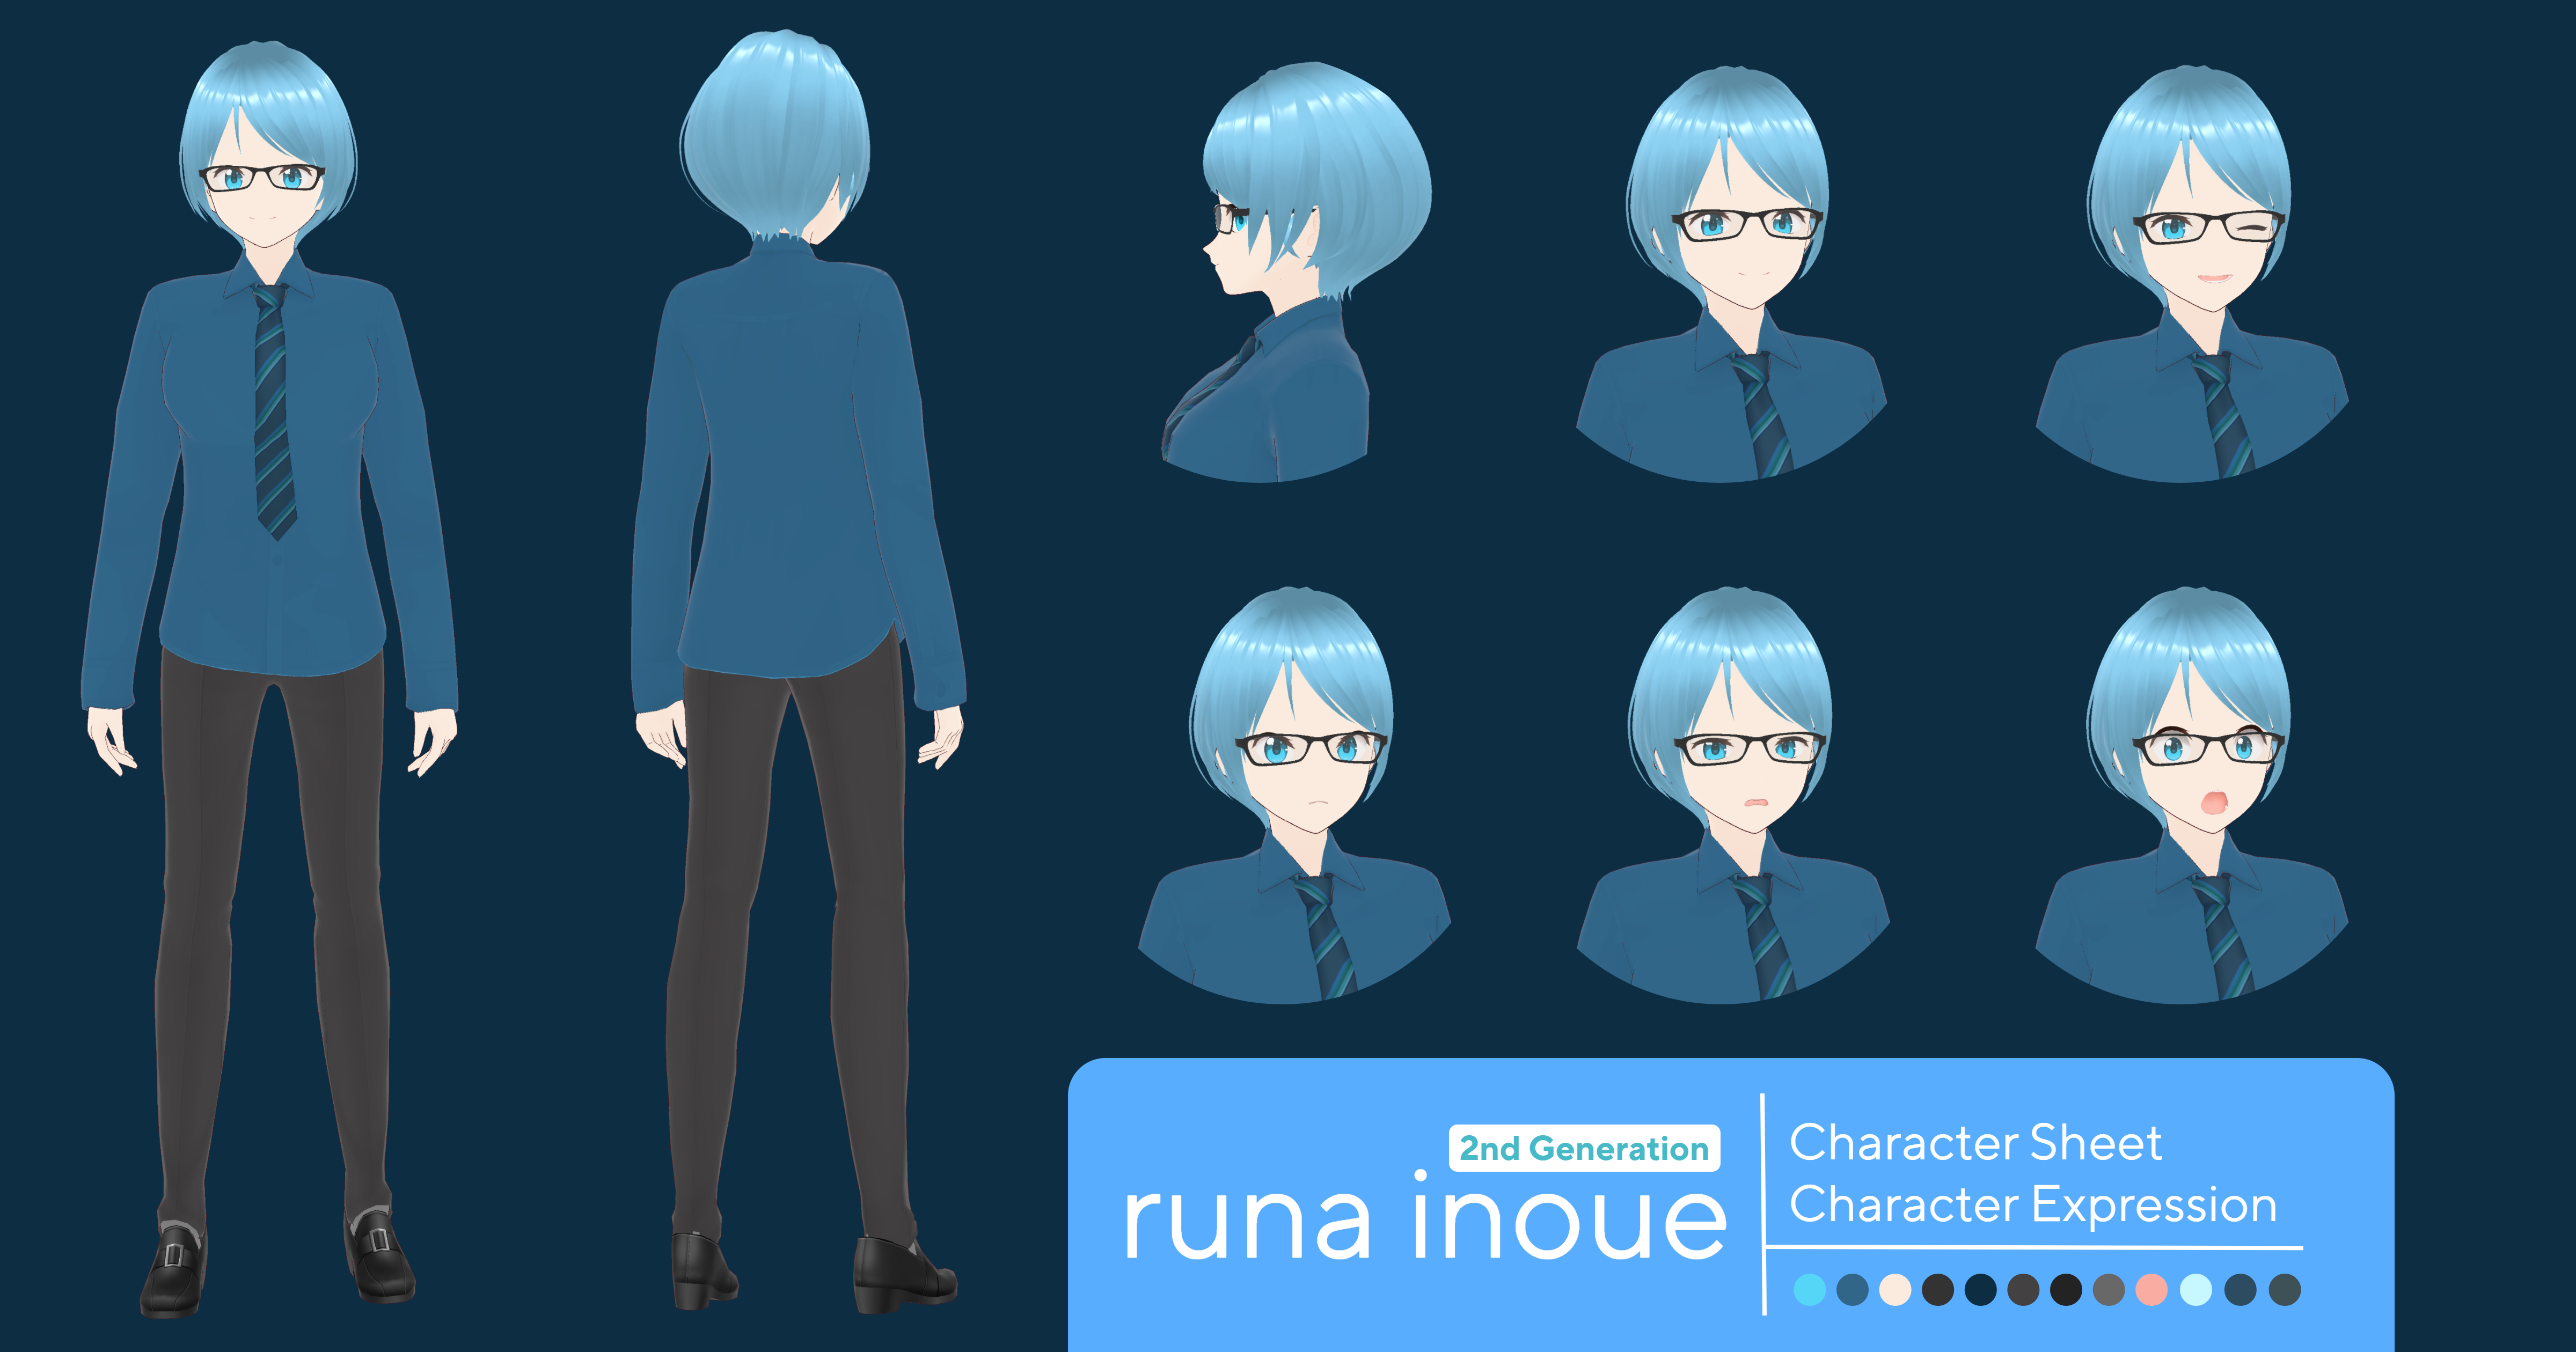 2nd Generation
runa inoue
Character Sheet
Character Expression